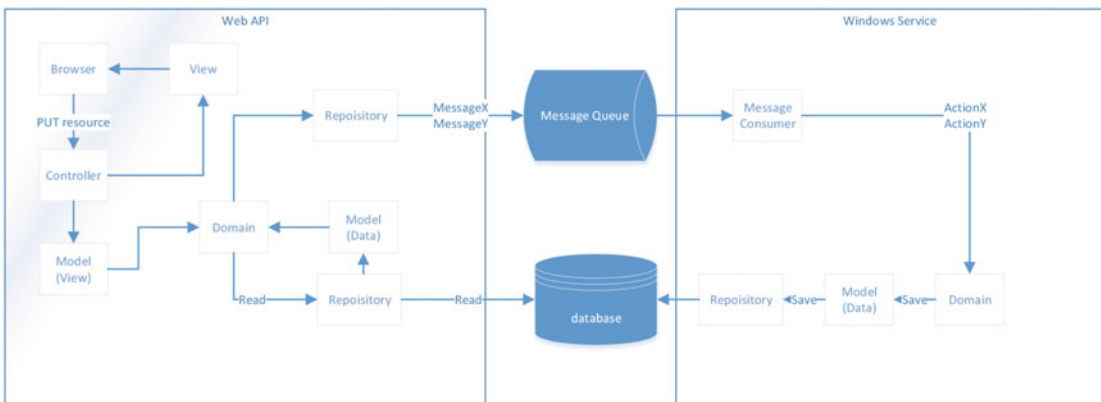 Web API
Browser
View
PUT resource
Controller
Model
(View)
Domain
Repoisitory
MessageX
MessageY
Model
(Data)
Read
Repoisitory
Read
Message Queue
database
Windows Service
Message
Consumer
ActionX
ActionY
Domain
Save
Model
(Data)
Save
Repoisitory